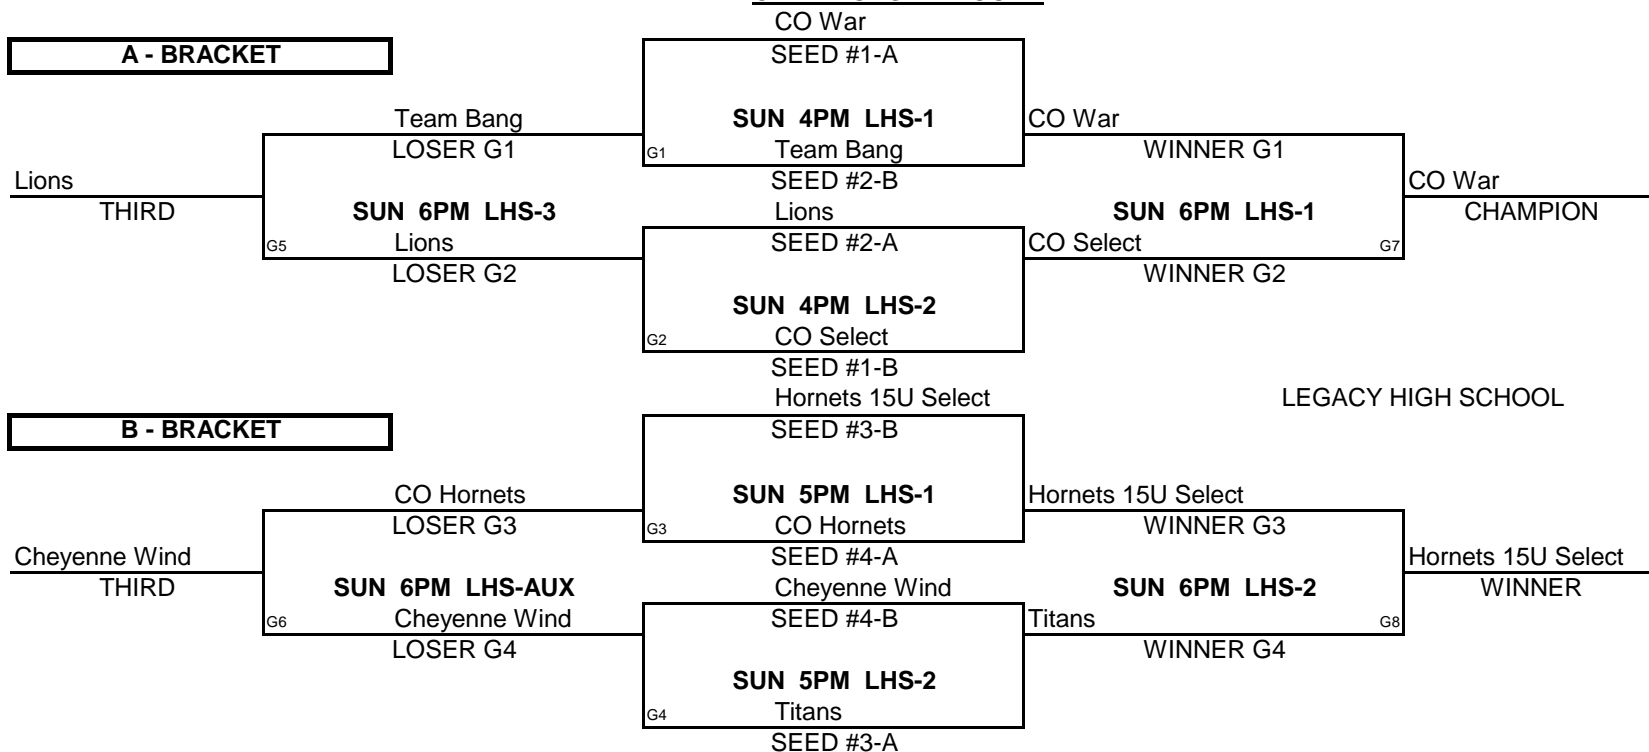 CO War
A - BRACKET
SEED #1-A
Team Bang
SUN 4PM LHS-1
CO War
LOSER G1
G1
Team Bang
WINNER G1
Lions
SEED #2-B
CO War
THIRD
SUN 6PM LHS-3
Lions
SUN 6PM LHS-1
CHAMPION
G5
Lions
SEED #2-A
CO Select
G7
LOSER G2
WINNER G2
SUN 4PM LHS-2
G2
CO Select
SEED #1-B
Hornets 15U Select
LEGACY HIGH SCHOOL
B - BRACKET
SEED #3-B
CO Hornets
SUN 5PM LHS-1
Hornets 15U Select
LOSER G3
G3
CO Hornets
WINNER G3
Cheyenne Wind
SEED #4-A
Hornets 15U Select
THIRD
SUN 6PM LHS-AUX
Cheyenne Wind
SUN 6PM LHS-2
WINNER
G6
Cheyenne Wind
SEED #4-B
Titans
G8
LOSER G4
WINNER G4
SUN 5PM LHS-2
G4
Titans
SEED #3-A